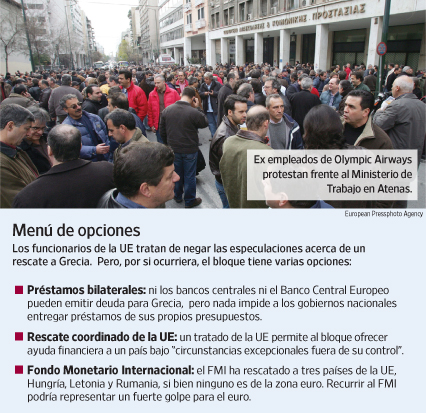 & ΚΟΙΝΩΝΙΚΗΣ ΠΡΟΣΤΑΣΙΑΣ
Ex empleados de Olympic Airways
protestan frente al Ministerio de
Trabajo en Atenas.
European Pressphoto Agency
Menú de opciones
Los funcionarios de la UE tratan de negar las especulaciones acerca de un
rescate a Grecia. Pero, por si ocurriera, el bloque tiene varias opciones:
Préstamos bilaterales: ni los bancos centrales ni el Banco Central Europeo
pueden emitir deuda para Grecia, pero nada impide a los gobiernos nacionales
entregar préstamos de sus propios presupuestos.
Rescate coordinado de la UE: un tratado de la UE permite al bloque ofrecer
ayuda financiera a un país bajo “circunstancias excepcionales fuera de su control”.
Fondo Monetario Internacional: el FMI ha rescatado a tres países de la UE,
Hungría, Letonia y Rumania, si bien ninguno es de la zona euro. Recurrir al FMI
podría representar un fuerte golpe para el euro.